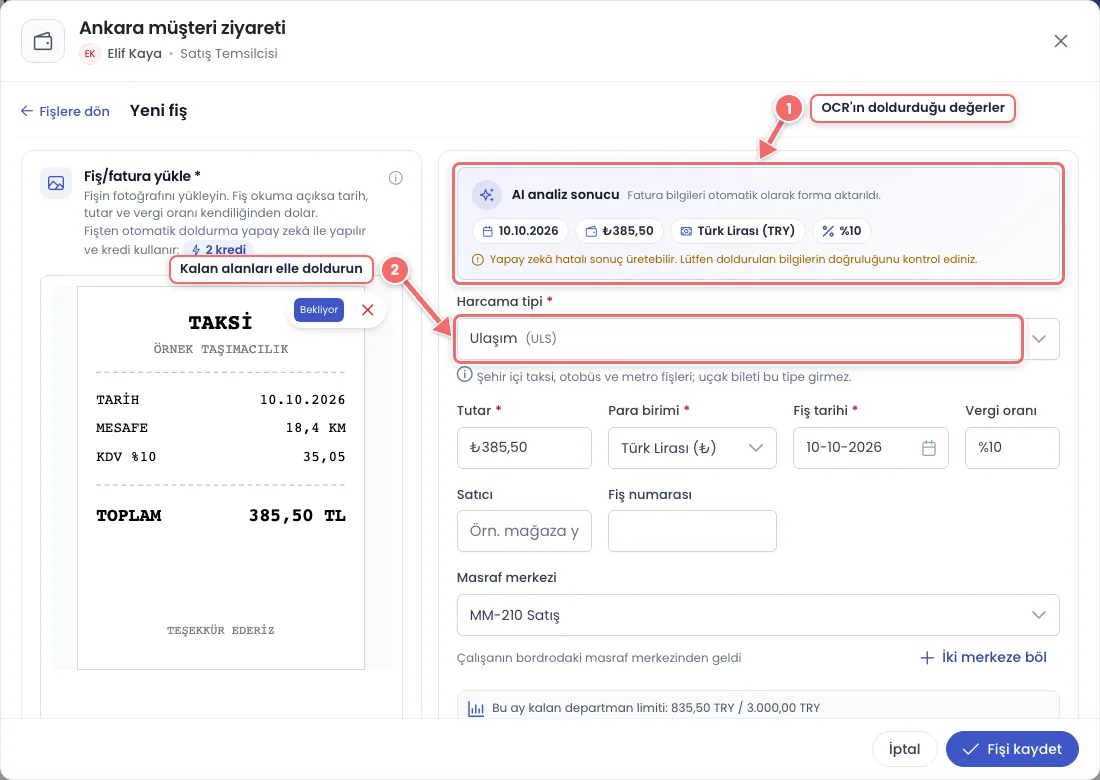 Ankara müşteri ziyareti
EK Elif Kaya • Satış Temsilcisi
← Fişlere dön Yeni fiş
1 OCR'ın doldurduğu değerler
Fiş/fatura yükle *
Fişin fotoğrafını yükleyin. Fiş okuma açıksa tarih,
tutar ve vergi oranı kendiliğinden dolar.
Fişten otomatik doldurma yapay zekâ ile yapılır
ve kredi kullanır: 2 kredi
Kalan alanları elle doldurun 2
Bekliyor
TAKSİ
ÖRNEK TAŞIMACILIK
TARİH 10.10.2026
MESAFE 18,4 KM
KDV %10 35,05
TOPLAM 385,50 TL
TEŞEKKÜR EDERİZ
AI analiz sonucu Fatura bilgileri otomatik olarak forma aktarıldı.
10.10.2026 ₺385,50 Türk Lirası (TRY) %10
Yapay zekâ hatalı sonuç üretebilir. Lütfen doldurulan bilgilerin doğruluğunu kontrol ediniz.
Harcama tipi *
Ulaşım (ULS)
Şehir içi taksi, otobüs ve metro fişleri; uçak bileti bu tipe girmez.
Tutar * Para birimi * Fiş tarihi * Vergi oranı
₺385,50 Türk Lirası (₺) 10-10-2026 %10
Satıcı Fiş numarası
Örn. mağaza y
Masraf merkezi
MM-210 Satış
Çalışanın bordrodaki masraf merkezinden geldi + İki merkeze böl
Bu ay kalan departman limiti: 835,50 TRY / 3.000,00 TRY
İptal Fişi kaydet